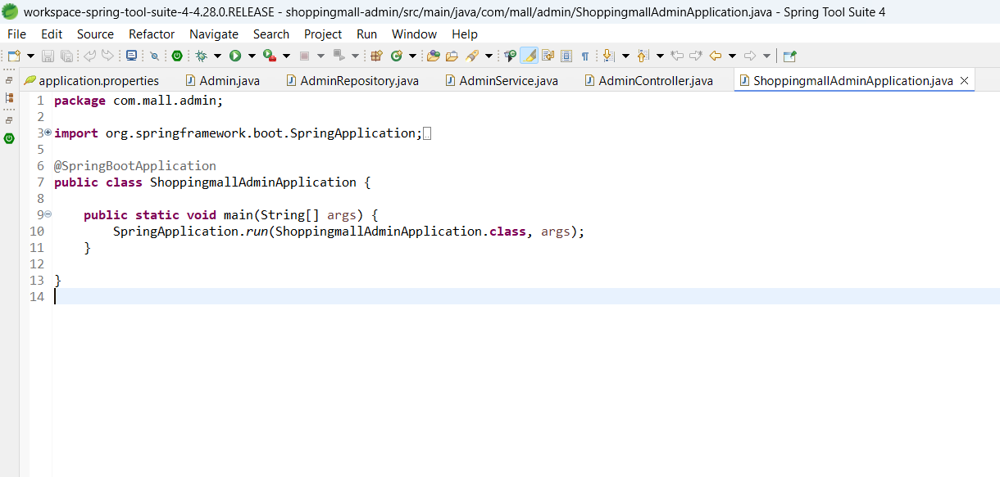 workspace-spring-tool-suite-4-4.28.0.RELEASE - shoppingmall-admin/src/main/java/com/mall/admin/ShoppingmallAdminApplication.java - Spring Tool Suite 4
File Edit Source Refactor Navigate Search Project Run Window Help
application.properties Admin.java AdminRepository.java AdminService.java AdminController.java ShoppingmallAdminApplication.java
1 package com.mall.admin;
2
3 import org.springframework.boot.SpringApplication;
5
6 @SpringBootApplication
7 public class ShoppingmallAdminApplication {
8
9 public static void main(String[] args) {
10 SpringApplication.run(ShoppingmallAdminApplication.class, args);
11 }
12
13 }
14